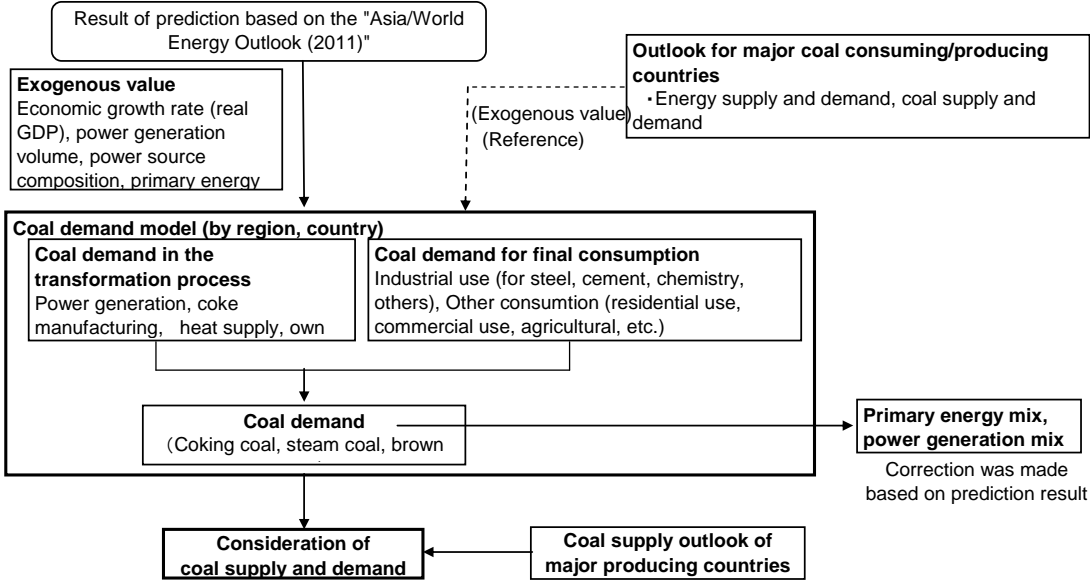 Result of prediction based on the "Asia/World
Energy Outlook (2011)"
Exogenous value
Economic growth rate (real
GDP), power generation
volume, power source
composition, primary energy
Outlook for major coal consuming/producing
countries
・Energy supply and demand, coal supply and
demand
(Exogenous value)
(Reference)
Coal demand model (by region, country)
Coal demand in the
transformation process
Power generation, coke
manufacturing, heat supply, own
Coal demand for final consumption
Industrial use (for steel, cement, chemistry,
others), Other consumtion (residential use,
commercial use, agricultural, etc.)
Coal demand
(Coking coal, steam coal, brown
Primary energy mix,
power generation mix
Correction was made
based on prediction result
Consideration of
coal supply and demand
Coal supply outlook of
major producing countries